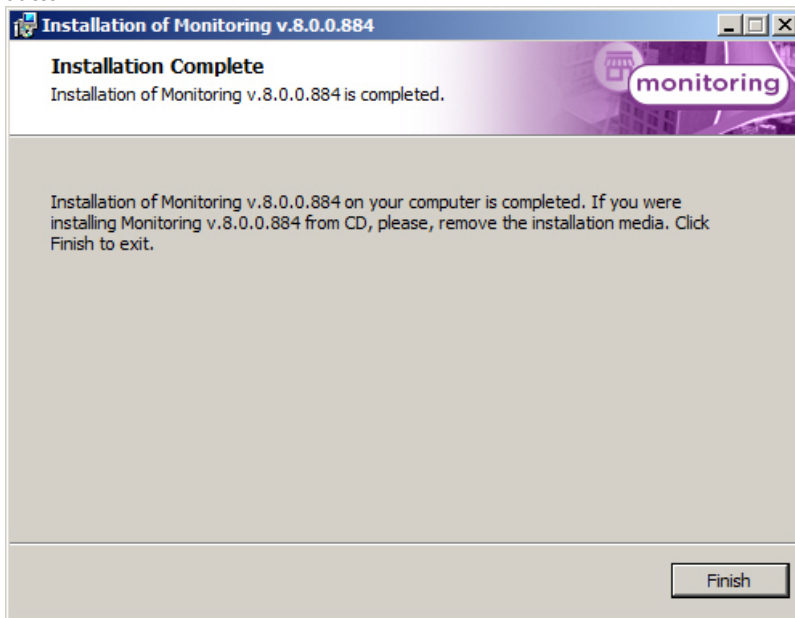 Installation of Monitoring v.8.0.0.884
Installation Complete
Installation of Monitoring v.8.0.0.884 is completed.
monitoring
Installation of Monitoring v.8.0.0.884 on your computer is completed. If you were
installing Monitoring v.8.0.0.884 from CD, please, remove the installation media. Click
Finish to exit.
Finish